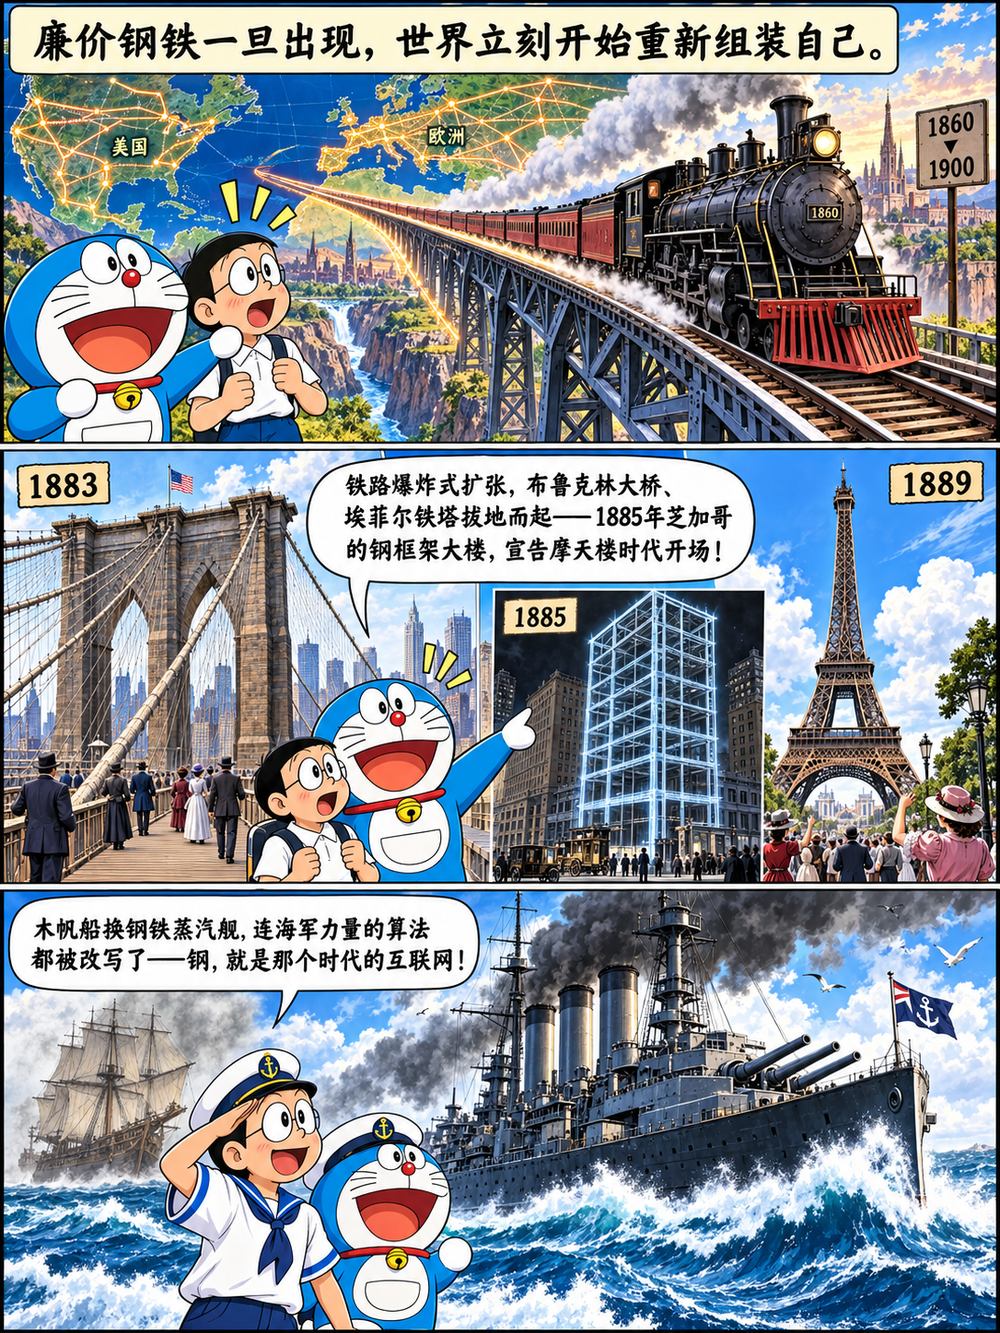 廉价钢铁一旦出现，世界立刻开始重新组装自己。
美国
欧洲
1860
▼
1900
1860
1883
铁路爆炸式扩张，布鲁克林大桥、
埃菲尔铁塔拔地而起——1885年芝加哥
的钢框架大楼，宣告摩天楼时代开场！
1885
1889
木帆船换钢铁蒸汽舰，连海军力量的算法
都被改写了——钢，就是那个时代的互联网！